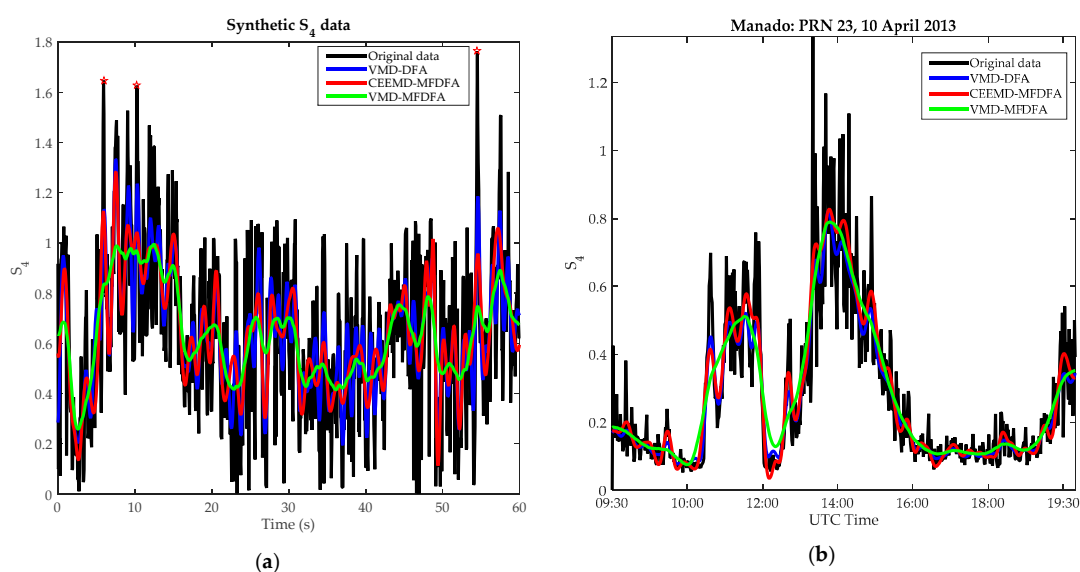 Synthetic S4 data
1.8
1.6
1.4
1.2
1
0.8
0.6
0.4
0.2
0
S4
Original data
VMD-DFA
CEEMD-MFDFA
VMD-MFDFA
0 10 20 30 40 50 60
Time (s)
(a)
Manado: PRN 23, 10 April 2013
1.2
1
0.8
0.6
0.4
0.2
0
S4
Original data
VMD-DFA
CEEMD-MFDFA
VMD-MFDFA
09:30 10:00 12:00 14:00 16:00 18:00 19:30
UTC Time
(b)